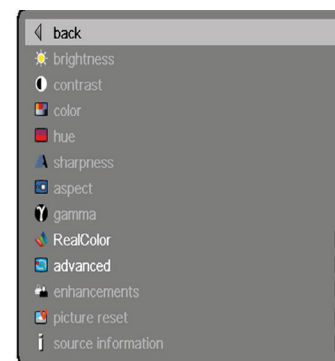 back
brightness
contrast
color
hue
sharpness
aspect
gamma
RealColor
advanced
enhancements
picture reset
source information